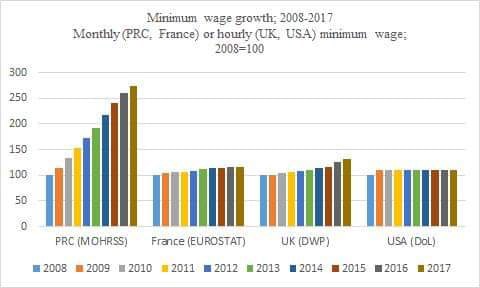 Minimum wage growth; 2008-2017
Monthly (PRC, France) or hourly (UK, USA) minimum wage;
2008=100
300
250
200
150
100
50
0
PRC (MOHRSS) France (EUROSTAT) UK (DWP) USA (DoL)
2008 2009 2010 2011 2012 2013 2014 2015 2016 2017